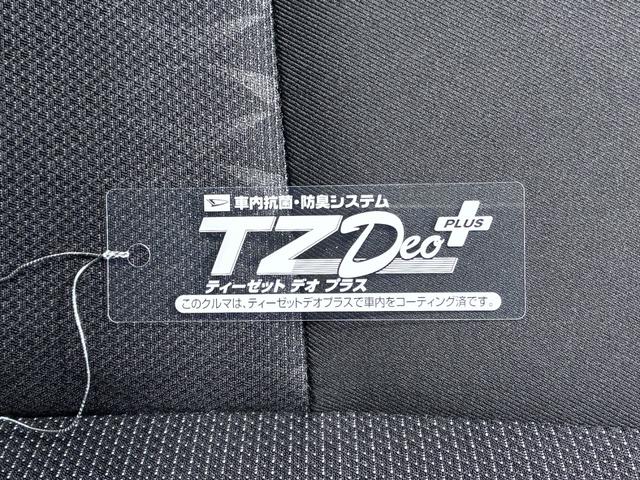 車内抗菌・防臭システム
TZ Deo PLUS
ティーゼット デオ プラス
このクルマは、ティーゼットデオプラスで車内をコーティング済です。